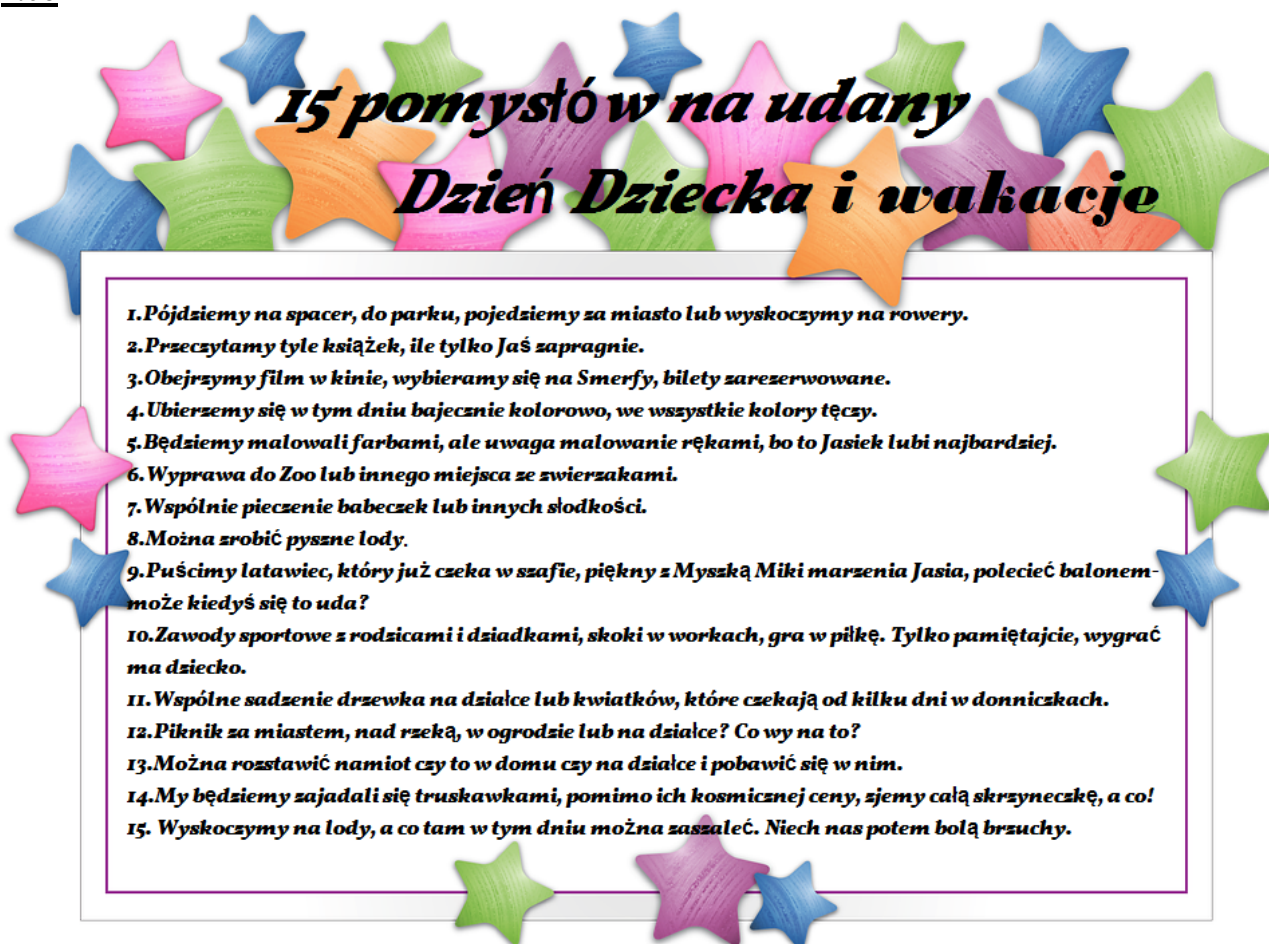 15 pomysłów na udany
Dzień Dziecka i wakacje
1.Pójdziemy na spacer, do parku, pojedziemy za miasto lub wyskoczymy na rowery.
2.Przeczytamy tyle książek, ile tylko Jaś zapragnie.
3.Obejrzymy film w kinie, wybieramy się na Smerfy, bilety zarezerwowane.
4.Ubierzemy się w tym dniu bajecznie kolorowo, we wszystkie kolory tęczy.
5.Będziemy malowali farbami, ale uwaga malowanie rękami, bo to Jasiek lubi najbardziej.
6.Wyprawa do Zoo lub innego miejsca ze zwierzakami.
7.Wspólnie pieczenie babeczek lub innych słodkości.
8.Można zrobić pyszne lody.
9.Puścimy latawiec, który już czeka w szafie, piękny z Myszką Miki marzenia Jasia, polecieć balonem-
może kiedyś się to uda?
10.Zawody sportowe z rodzicami i dziadkami, skoki w workach, gra w piłkę. Tylko pamiętajcie, wygrać
ma dziecko.
11.Wspólne sadzenie drzewka na działce lub kwiatków, które czekają od kilku dni w donniczkach.
12.Piknik za miastem, nad rzeką, w ogrodzie lub na działce? Co wy na to?
13.Można rozstawić namiot czy to w domu czy na działce i pobawić się w nim.
14.My będziemy zajadali się truskawkami, pomimo ich kosmicznej ceny, zjemy całą skrzyneczkę, a co!
15. Wyskoczymy na lody, a co tam w tym dniu można zaszaleć. Niech nas potem bolą brzuchy.